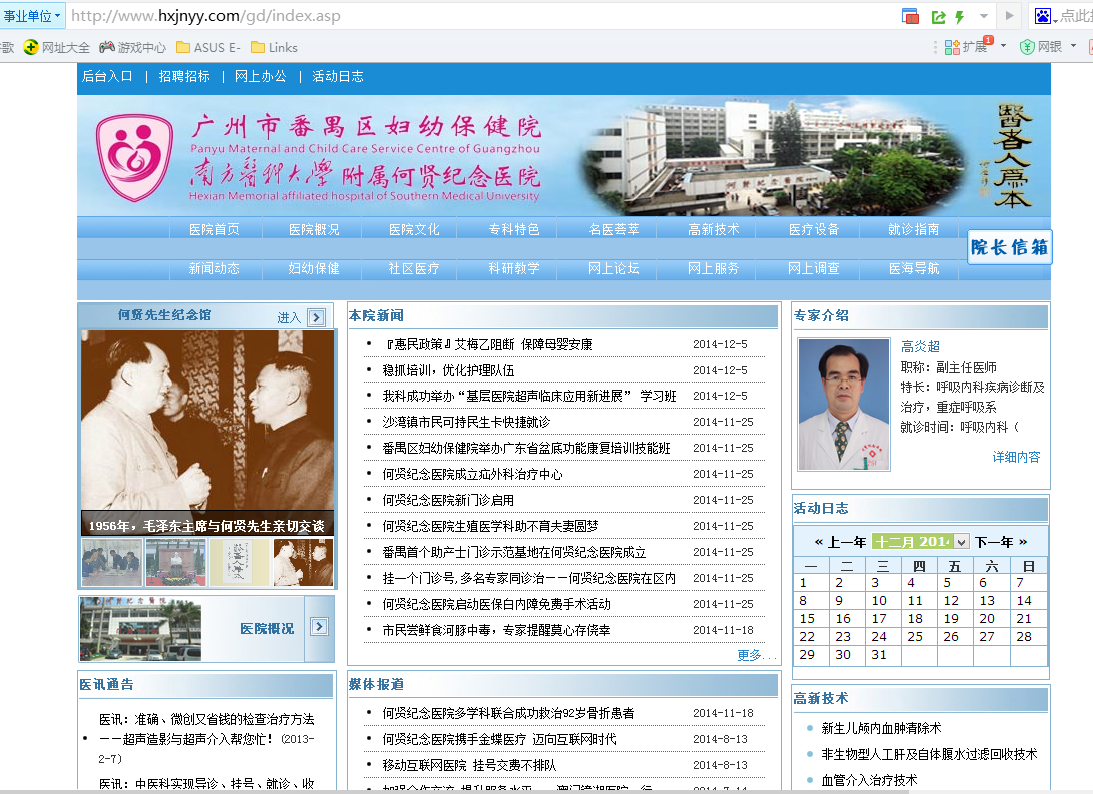 事业单位 http://www.hxjnyy.com/gd/index.asp 点此搜
歌 网址大全 游戏中心 ASUS E- Links 扩展 1 网银
后台入口 | 招聘招标 | 网上办公 | 活动日志
广州市番禺区妇幼保健院
Panyu Maternal and Child Care Service Centre of Guangzhou
南方醫科大學 附属何贤纪念医院
Hexian Memorial affiliated hospital of Southern Medical University
醫者人為本
何贤纪念医院
医院首页 医院概况 医院文化 专科特色 名医荟萃 高新技术 医疗设备 就诊指南
院长信箱
新闻动态 妇幼保健 社区医疗 科研教学 网上论坛 网上服务 网上调查 医海导航
何贤先生纪念馆 进入
1956年，毛泽东主席与何贤先生亲切交谈
医院概况
医讯通告
医讯：准确、微创又省钱的检查治疗方法
——超声造影与超声介入帮您忙！(2013-
2-7)
医讯：中医科实现导诊、挂号、就诊、收
本院新闻
『惠民政策』艾梅乙阻断 保障母婴安康 2014-12-5
稳抓培训，优化护理队伍 2014-12-5
我科成功举办“基层医院超声临床应用新进展” 学习班 2014-12-5
沙湾镇市民可持民生卡快捷就诊 2014-11-25
番禺区妇幼保健院举办广东省盆底功能康复培训技能班 2014-11-25
何贤纪念医院成立疝外科治疗中心 2014-11-25
何贤纪念医院新门诊启用 2014-11-25
何贤纪念医院生殖医学科助不育夫妻圆梦 2014-11-25
番禺首个助产士门诊示范基地在何贤纪念医院成立 2014-11-25
挂一个门诊号,多名专家同诊治——何贤纪念医院在区内 2014-11-25
何贤纪念医院启动医保白内障免费手术活动 2014-11-25
市民尝鲜食河豚中毒，专家提醒莫心存侥幸 2014-11-18
更多...
媒体报道
何贤纪念医院多学科联合成功救治92岁骨折患者 2014-11-18
何贤纪念医院携手金蝶医疗 迈向互联网时代 2014-8-13
移动互联网医院 挂号交费不排队 2014-8-13
专家介绍
高炎超
职称：副主任医师
特长：呼吸内科疾病诊断及
治疗，重症呼吸系
就诊时间：呼吸内科（
详细内容
活动日志
« 上一年 十二月 2014 下一年 »
一 二 三 四 五 六 日
1 2 3 4 5 6 7
8 9 10 11 12 13 14
15 16 17 18 19 20 21
22 23 24 25 26 27 28
29 30 31
高新技术
新生儿颅内血肿清除术
非生物型人工肝及自体腹水过滤回收技术
血管介入治疗技术